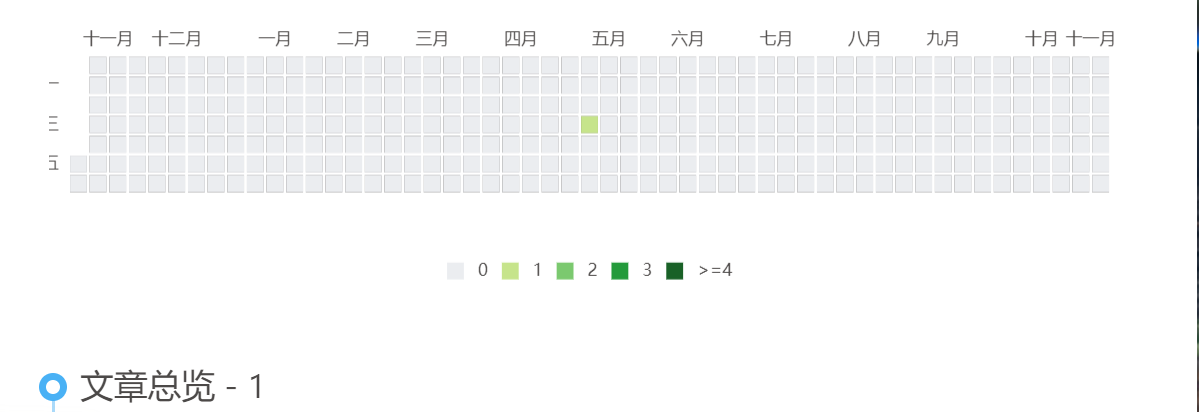 十一月 十二月 一月 二月 三月 四月 五月 六月 七月 八月 九月 十月 十一月
一
三
五
0 1 2 3 >=4
文章总览 - 1